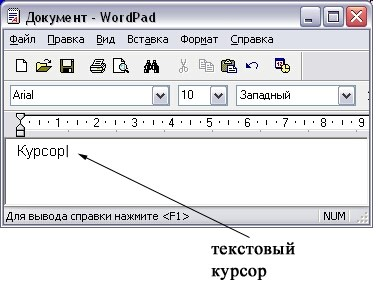 Документ - WordPad
Файл Правка Вид Вставка Формат Справка
Arial 10 Западный
1 2 3 4 5 6 7 8 9
Курсор
Для вывода справки нажмите <F1> NUM
текстовый
курсор